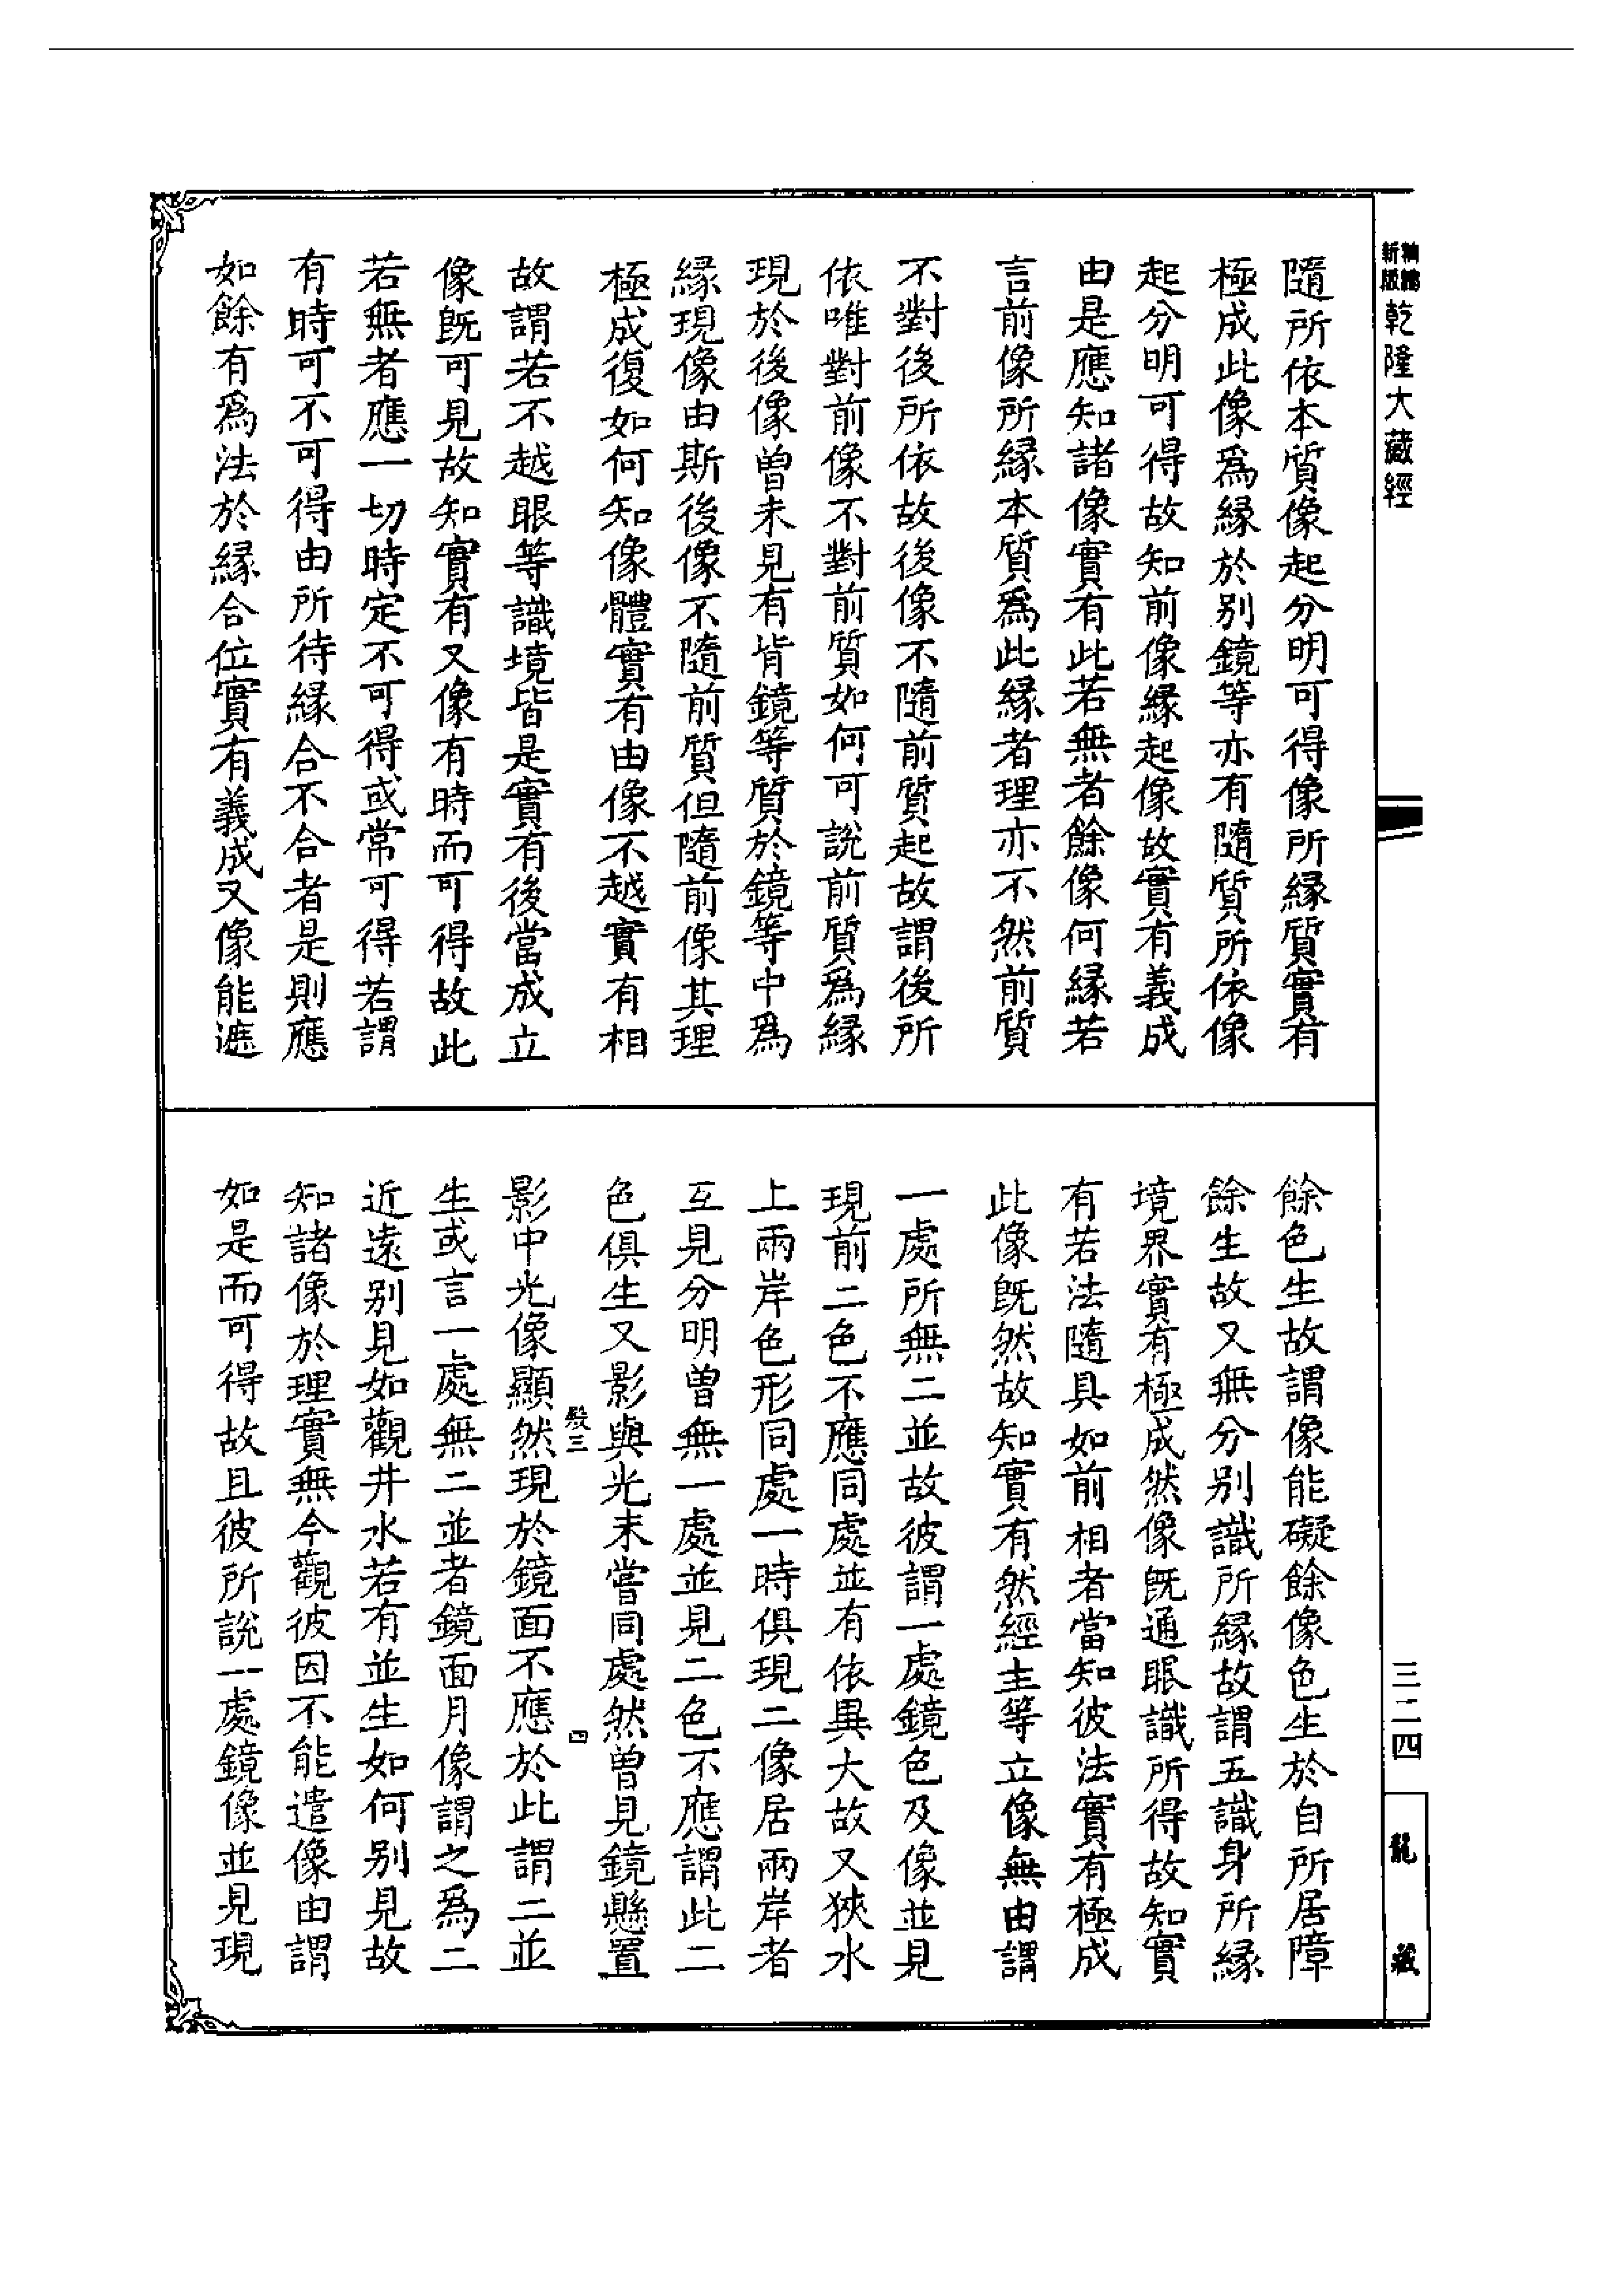 新版
乾隆大藏經
隨所依本質像起分明可得像所緣質實有
極成此像爲緣於別鏡等亦有隨質所依像
起分明可得故知前像緣起像故實有義成
由是應知諸像實有此若無者餘像何緣若
言前像所緣本質爲此緣者理亦不然前質
不對後所依故後像不隨前質起故謂後所
依唯對前像不對前質如何可說前質爲緣
現於後像曾未見有背鏡等質於鏡等中爲
緣現像由斯後像不隨前質但隨前像其理
極成復如何知像體實有由像不越實有相
故謂若不越眼等識境皆是實有後當成立
像旣可見故知實有又像有時而可得故此
若無者應一切時定不可得或常可得若謂
有時可不可得由所待緣合不合者是則應
如餘有爲法於緣合位實有義成又像能遮
餘色生故謂像能礙餘像色生於自所居障
餘生故又無分別識所緣故謂五識身所緣
境界實有極成然像旣通眼識所得故知實
有若法隨具如前相者當知彼法實有極成
此像旣然故知實有然經主等立像無由謂
一處所無二並故彼謂一處鏡色及像並見
現前二色不應同處並有依異大故又狹水
上兩岸色形同處一時俱現二像居兩岸者
互見分明曾無一處並見二色不應謂此二
色俱生又影與光未嘗同處然曾見鏡懸置
影中光像顯然現於鏡面不應於此謂二並
生或言一處無二並者鏡面月像謂之爲二
近遠別見如觀井水若有並生如何別見故
知諸像於理實無今觀彼因不能遣像由謂
如是而可得故且彼所說一處鏡像並見現
三
四
三二四
龍藏